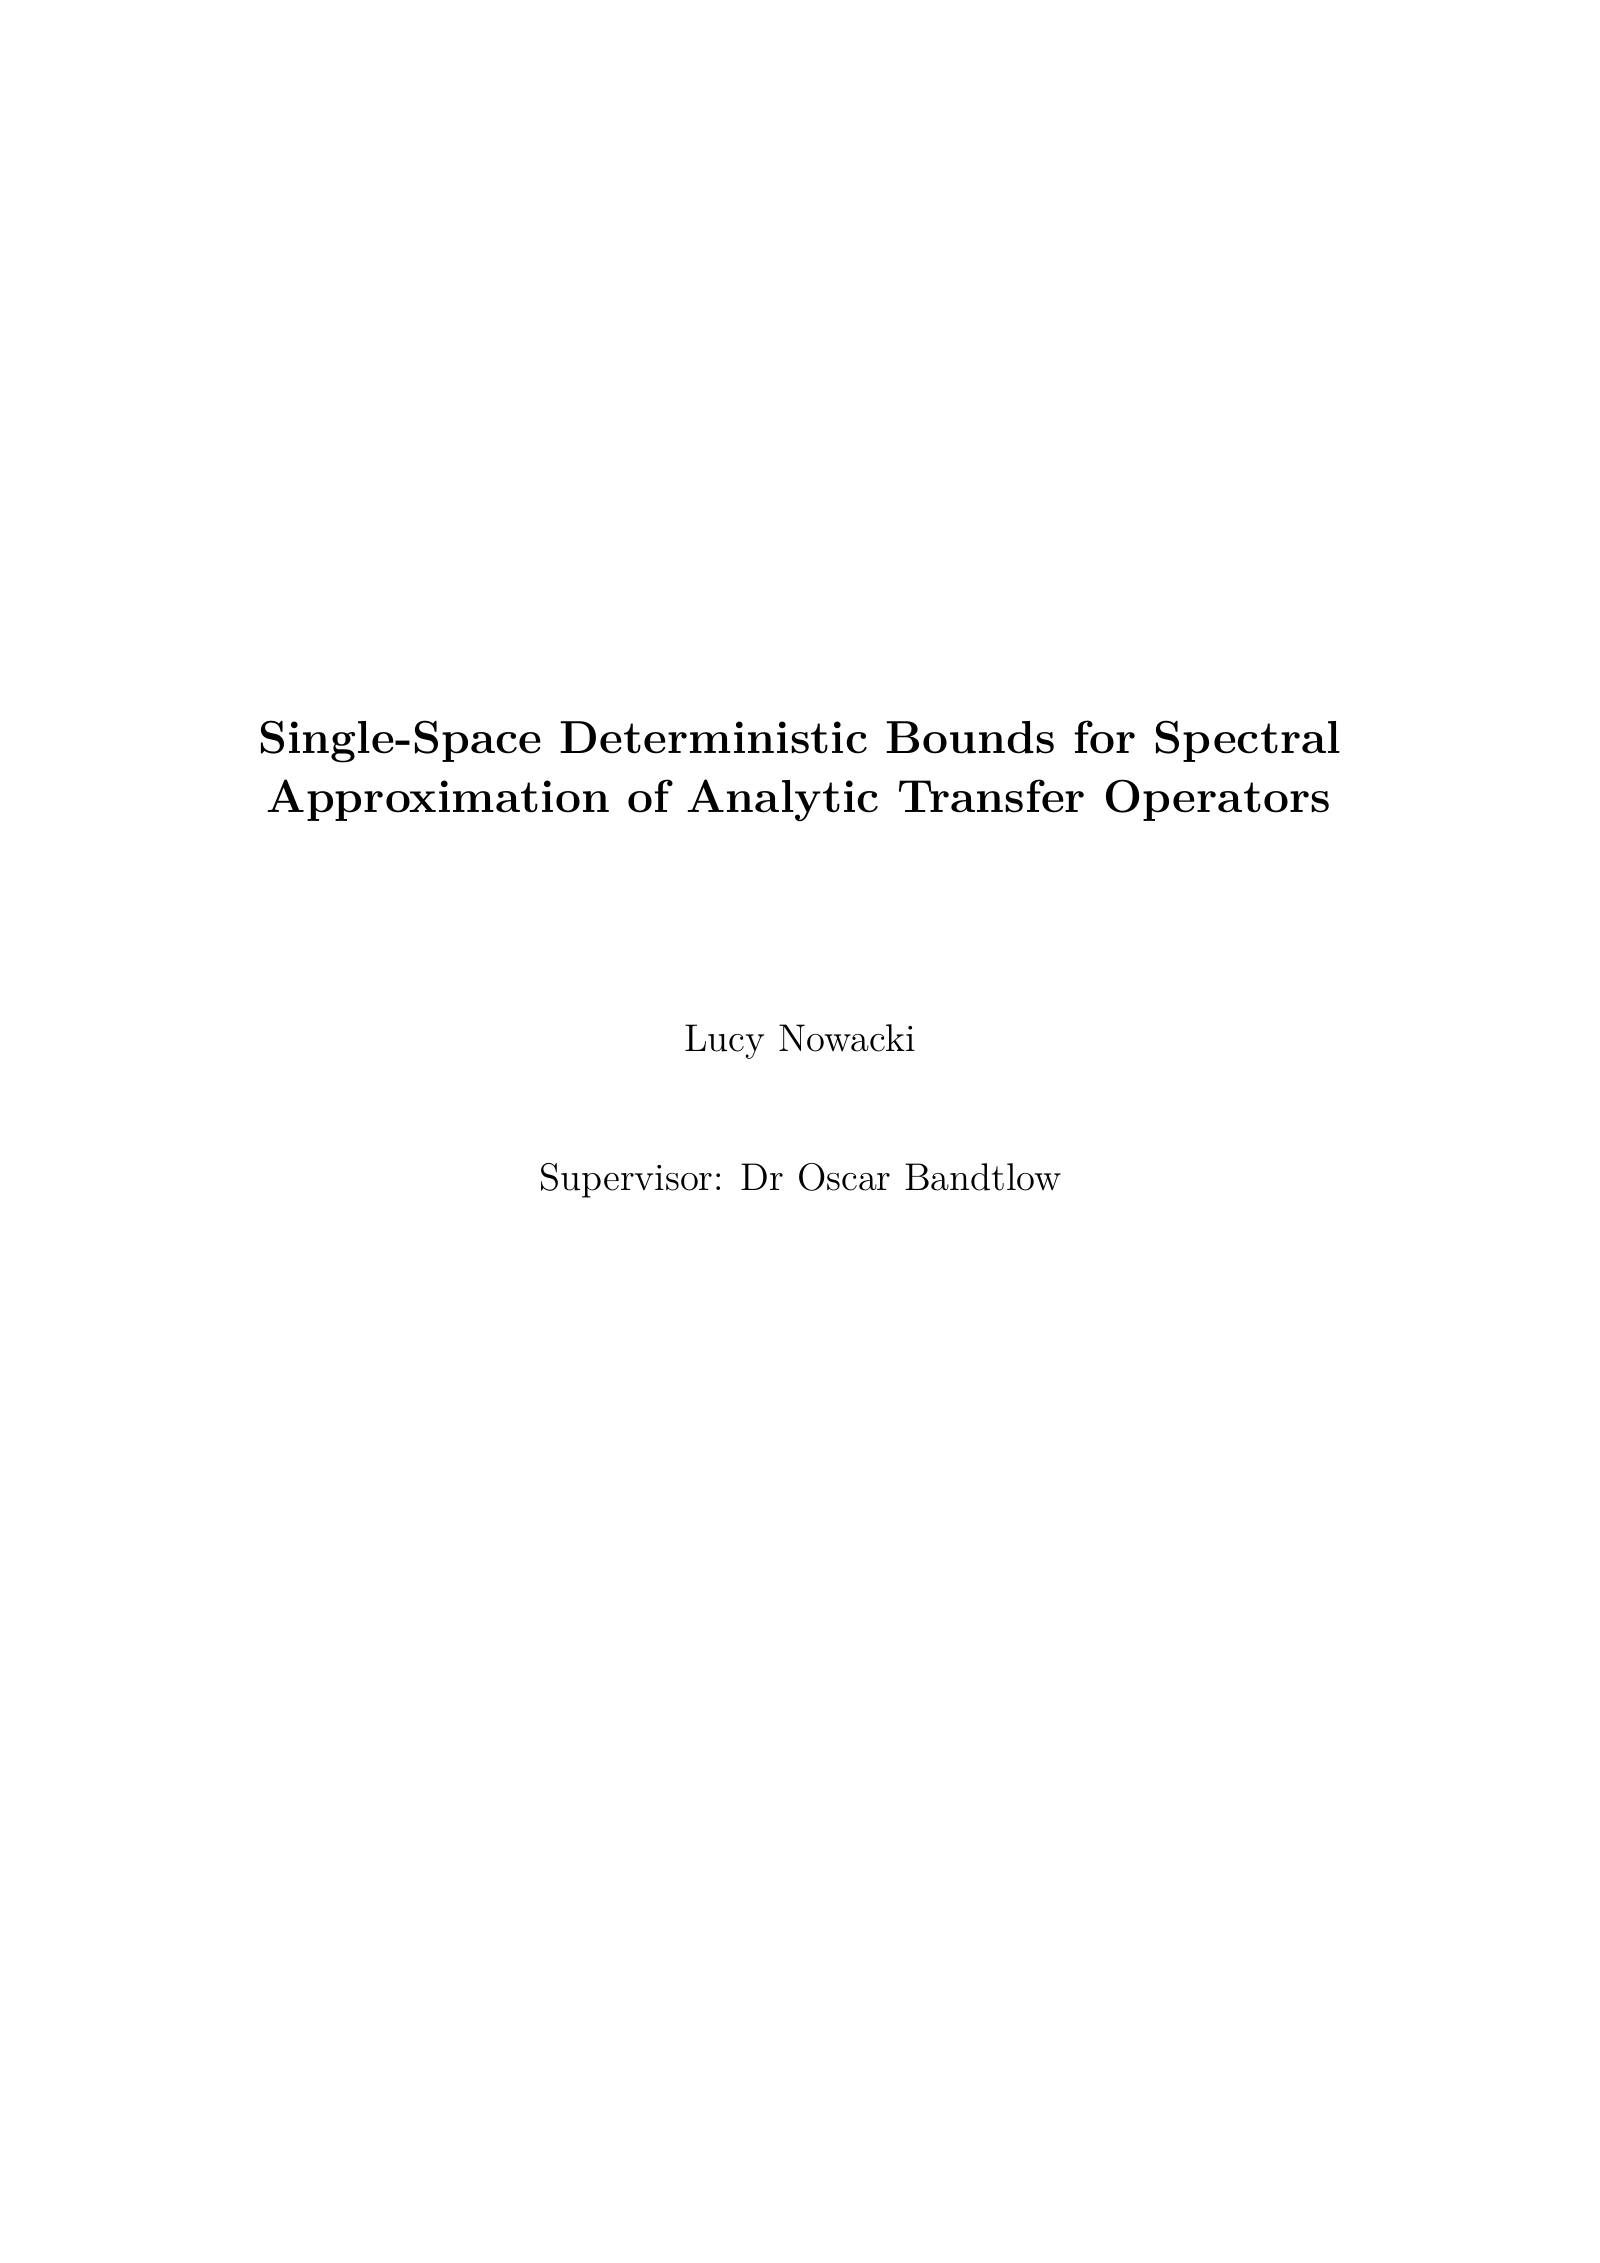 Single-Space Deterministic Bounds for Spectral
Approximation of Analytic Transfer Operators
Lucy Nowacki
Supervisor: Dr Oscar Bandtlow